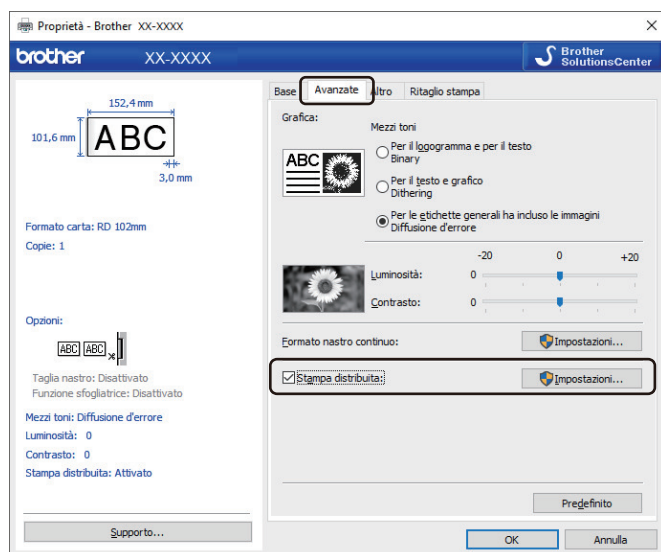 Proprietà - Brother XX-XXXX
brother XX-XXXX
Brother
SolutionsCenter
152,4 mm
101,6 mm
ABC
3,0 mm
Formato carta: RD 102mm
Copie: 1
Opzioni:
ABC ABC
Taglia nastro: Disattivato
Funzione sfogliatrice: Disattivato
Mezzi toni: Diffusione d'errore
Luminosità: 0
Contrasto: 0
Stampa distribuita: Attivato
Supporto...
Base Avanzate Altro Ritaglio stampa
Grafica:
Mezzi toni
ABC
Per il logogramma e per il testo
Binary
Per il testo e grafico
Dithering
Per le etichette generali ha incluso le immagini
Diffusione d'errore
-20 0 +20
Luminosità: 0
Contrasto: 0
Formato nastro continuo: Impostazioni...
Stampa distribuita: Impostazioni...
Predefinito
OK Annulla